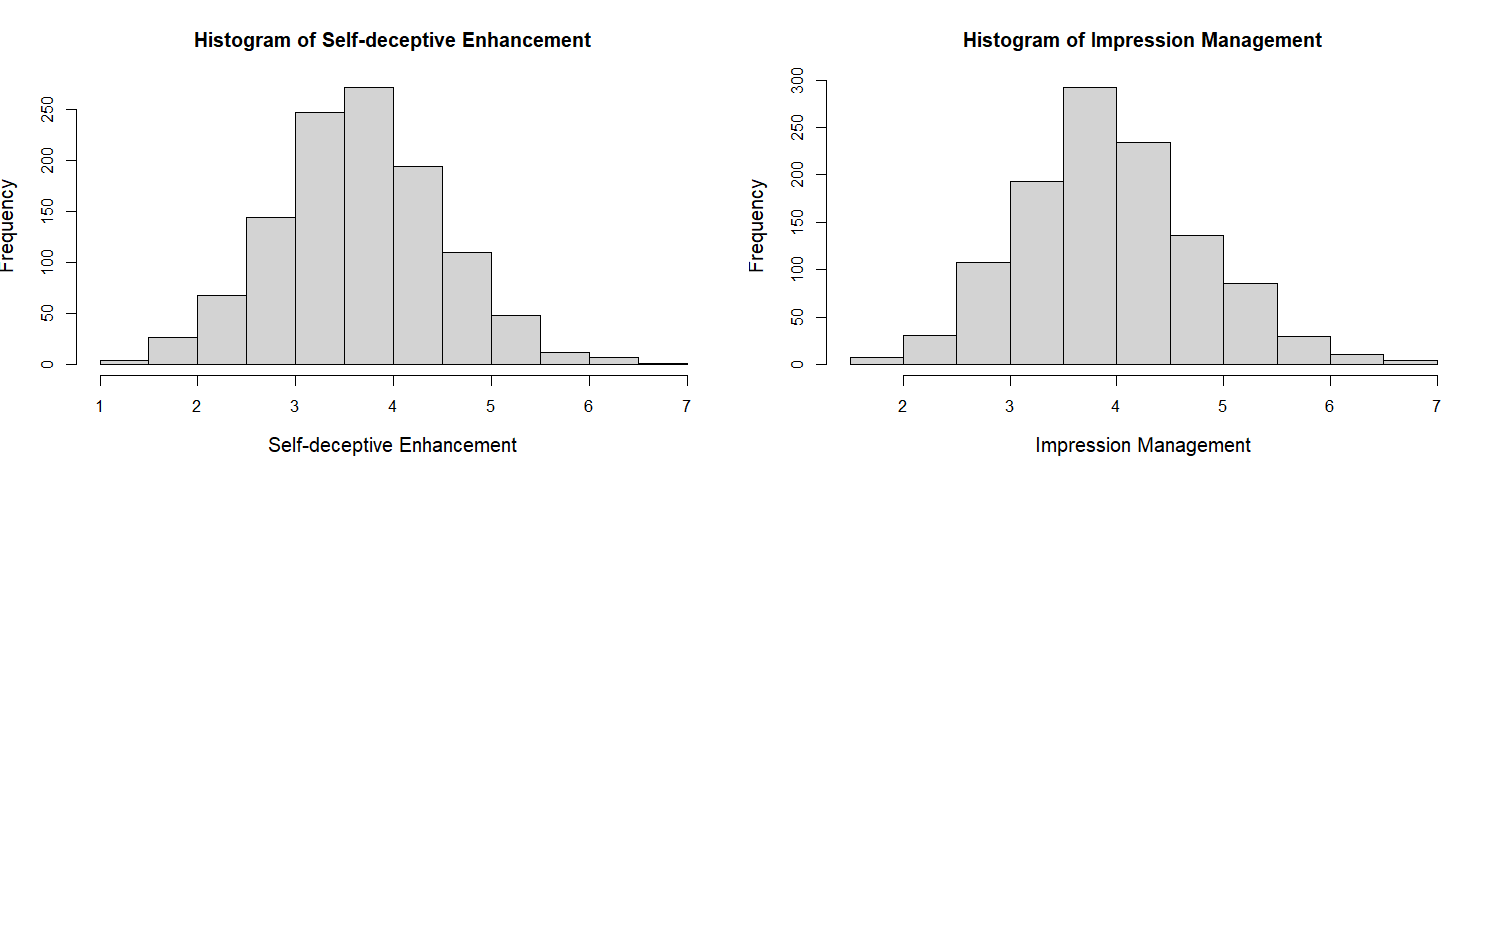 Histogram of Self-deceptive Enhancement
Frequency
0 50 100 150 200 250
1 2 3 4 5 6 7
Self-deceptive Enhancement
Histogram of Impression Management
Frequency
0 50 100 150 200 250 300
2 3 4 5 6 7
Impression Management